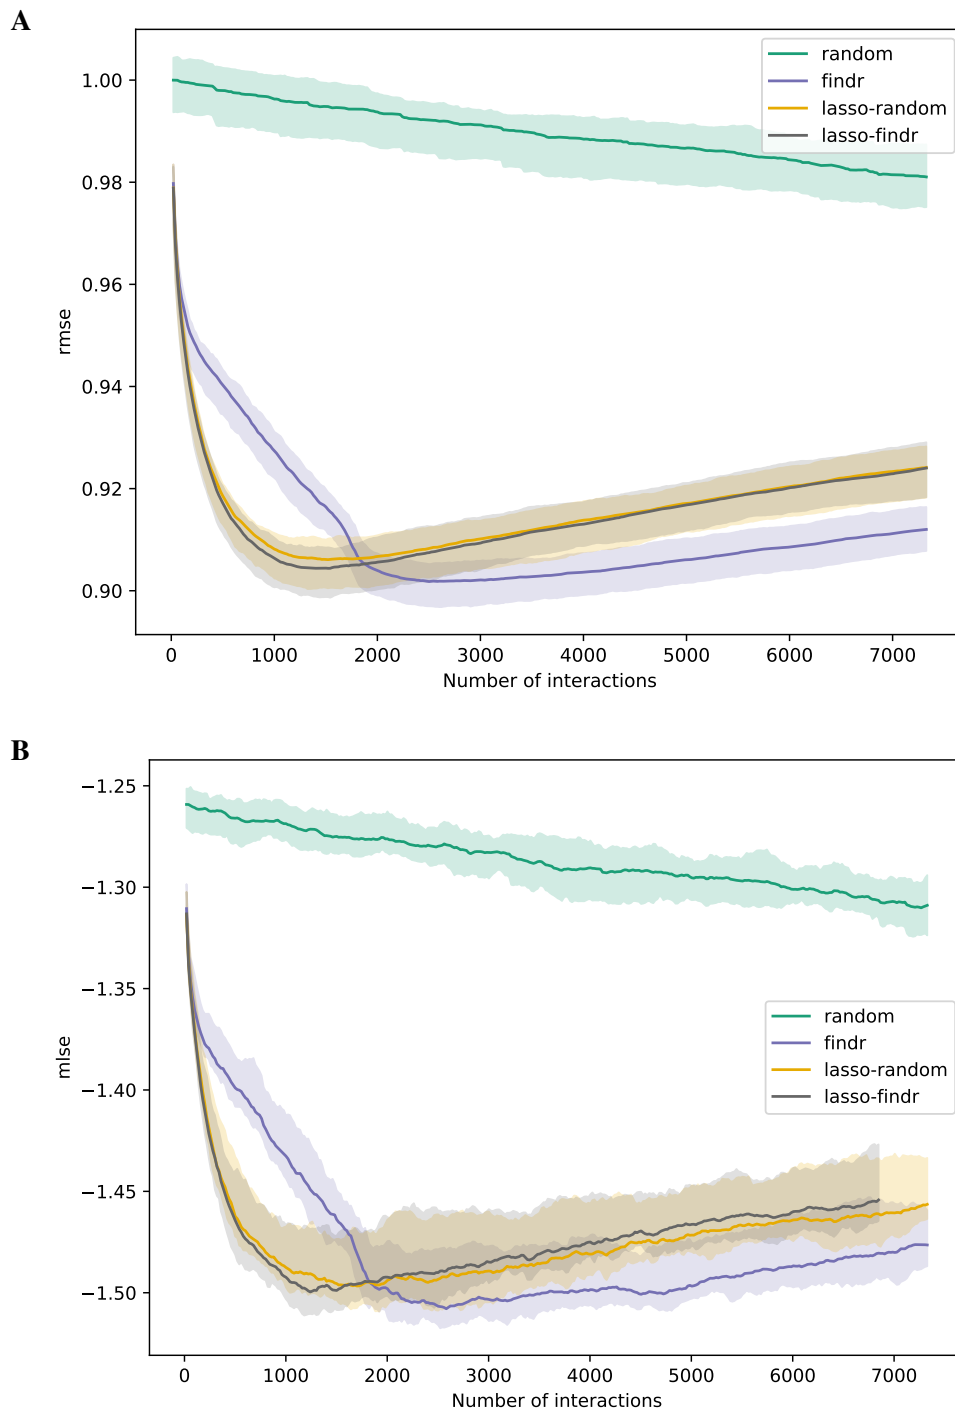 A
random
findr
lasso-random
lasso-findr
1.00
0.98
0.96
0.94
0.92
0.90
rmse
0 1000 2000 3000 4000 5000 6000 7000
Number of interactions
B
−1.25
−1.30
−1.35
−1.40
−1.45
−1.50
mlse
random
findr
lasso-random
lasso-findr
0 1000 2000 3000 4000 5000 6000 7000
Number of interactions